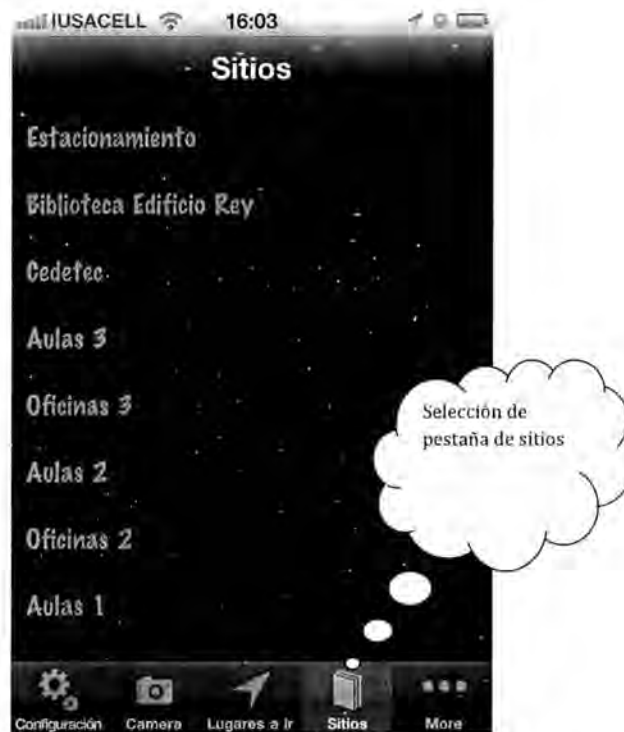 IUSACELL 16:03
Sitios
Estacionamiento
Biblioteca Edificio Rey
Cedetec
Aulas 3
Oficinas 3
Aulas 2
Oficinas 2
Aulas 1
Selección de
pestaña de sitios
Configuración Camera Lugares a Ir Sitios More